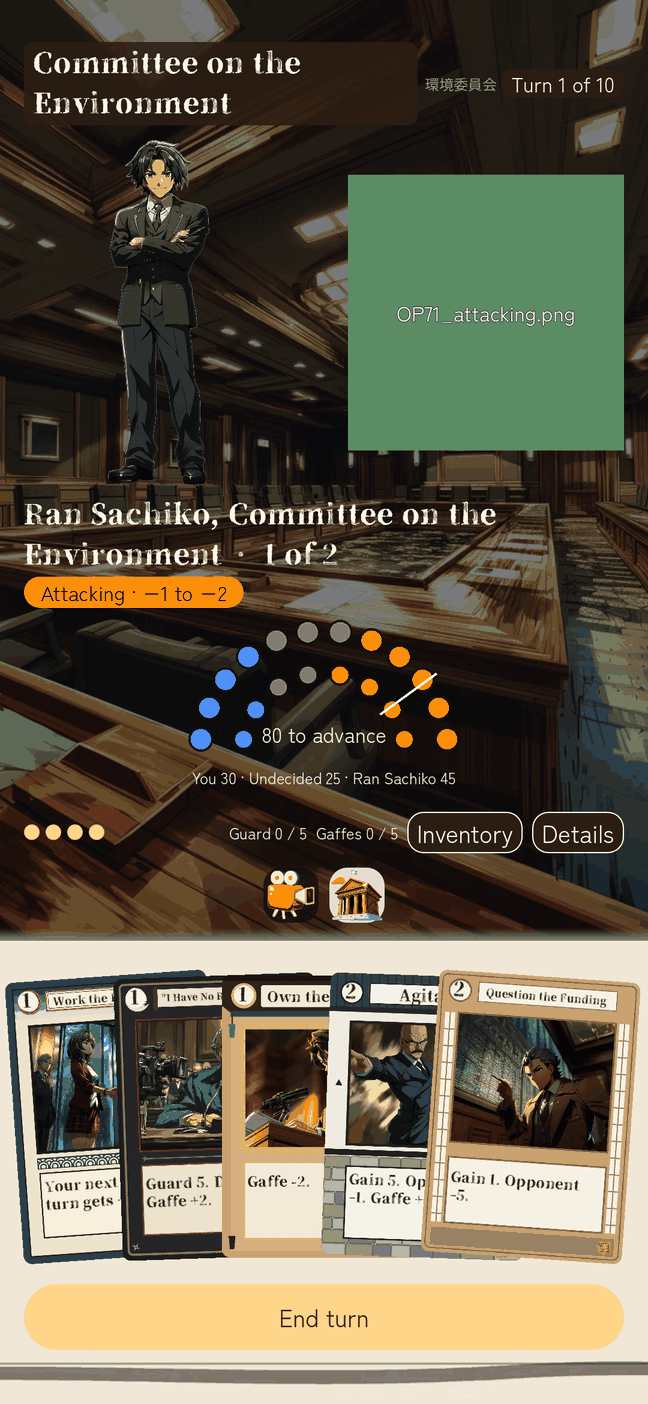 Committee on the
Environment
環境委員会
Turn 1 of 10
OP71_attacking.png
Ran Sachiko, Committee on the
Environment · 1 of 2
Attacking · −1 to −2
80 to advance
You 30 · Undecided 25 · Ran Sachiko 45
Guard 0 / 5 Gaffes 0 / 5
Inventory
Details
1 Work the
Your next
turn gets
1 "I Have No
Guard 5.
Gaffe +2.
1 Own the
Gaffe -2.
2
Gain 5.
-1. Gaffe +
2 Question the Funding
Gain 1. Opponent
-5.
End turn